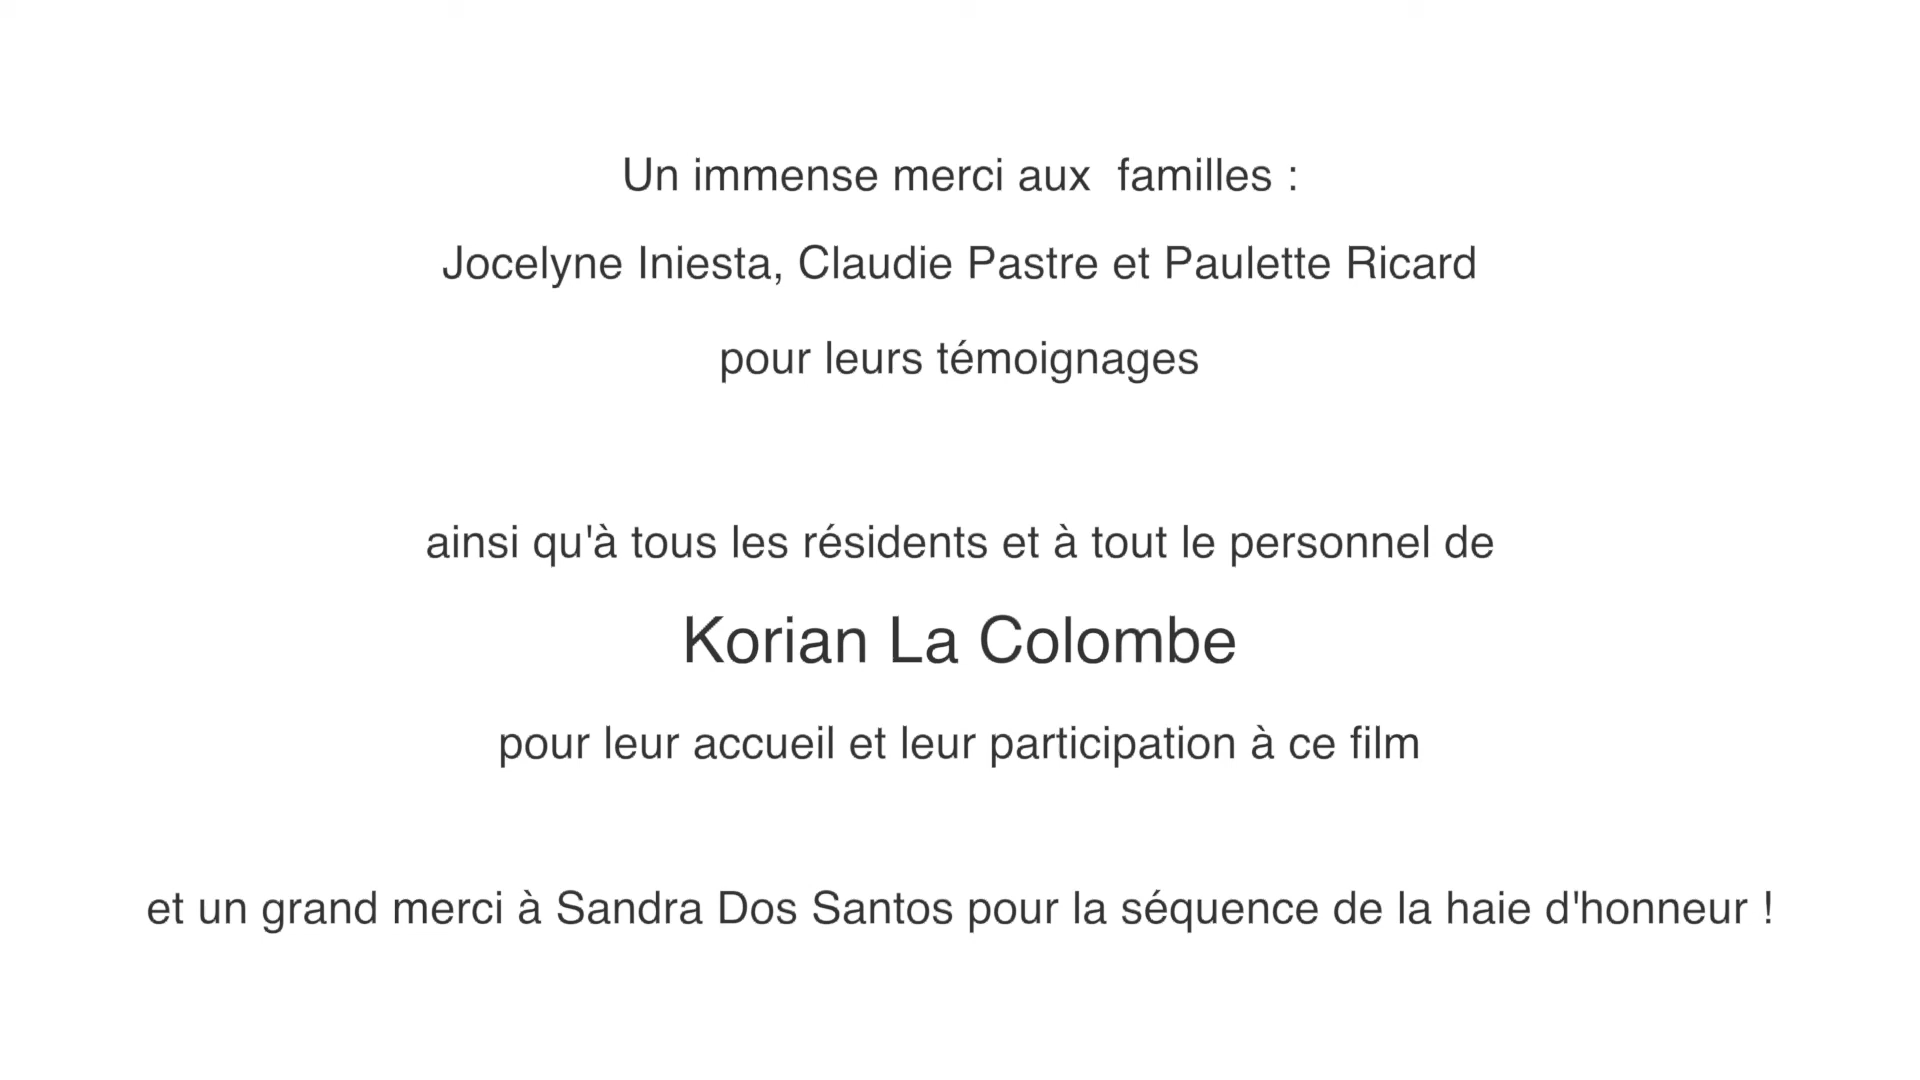 Un immense merci aux  familles :
Jocelyne Iniesta, Claudie Pastre et Paulette Ricard
pour leurs témoignages
ainsi qu'à tous les résidents et à tout le personnel de
Korian La Colombe
pour leur accueil et leur participation à ce film
et un grand merci à Sandra Dos Santos pour la séquence de la haie d'honneur !